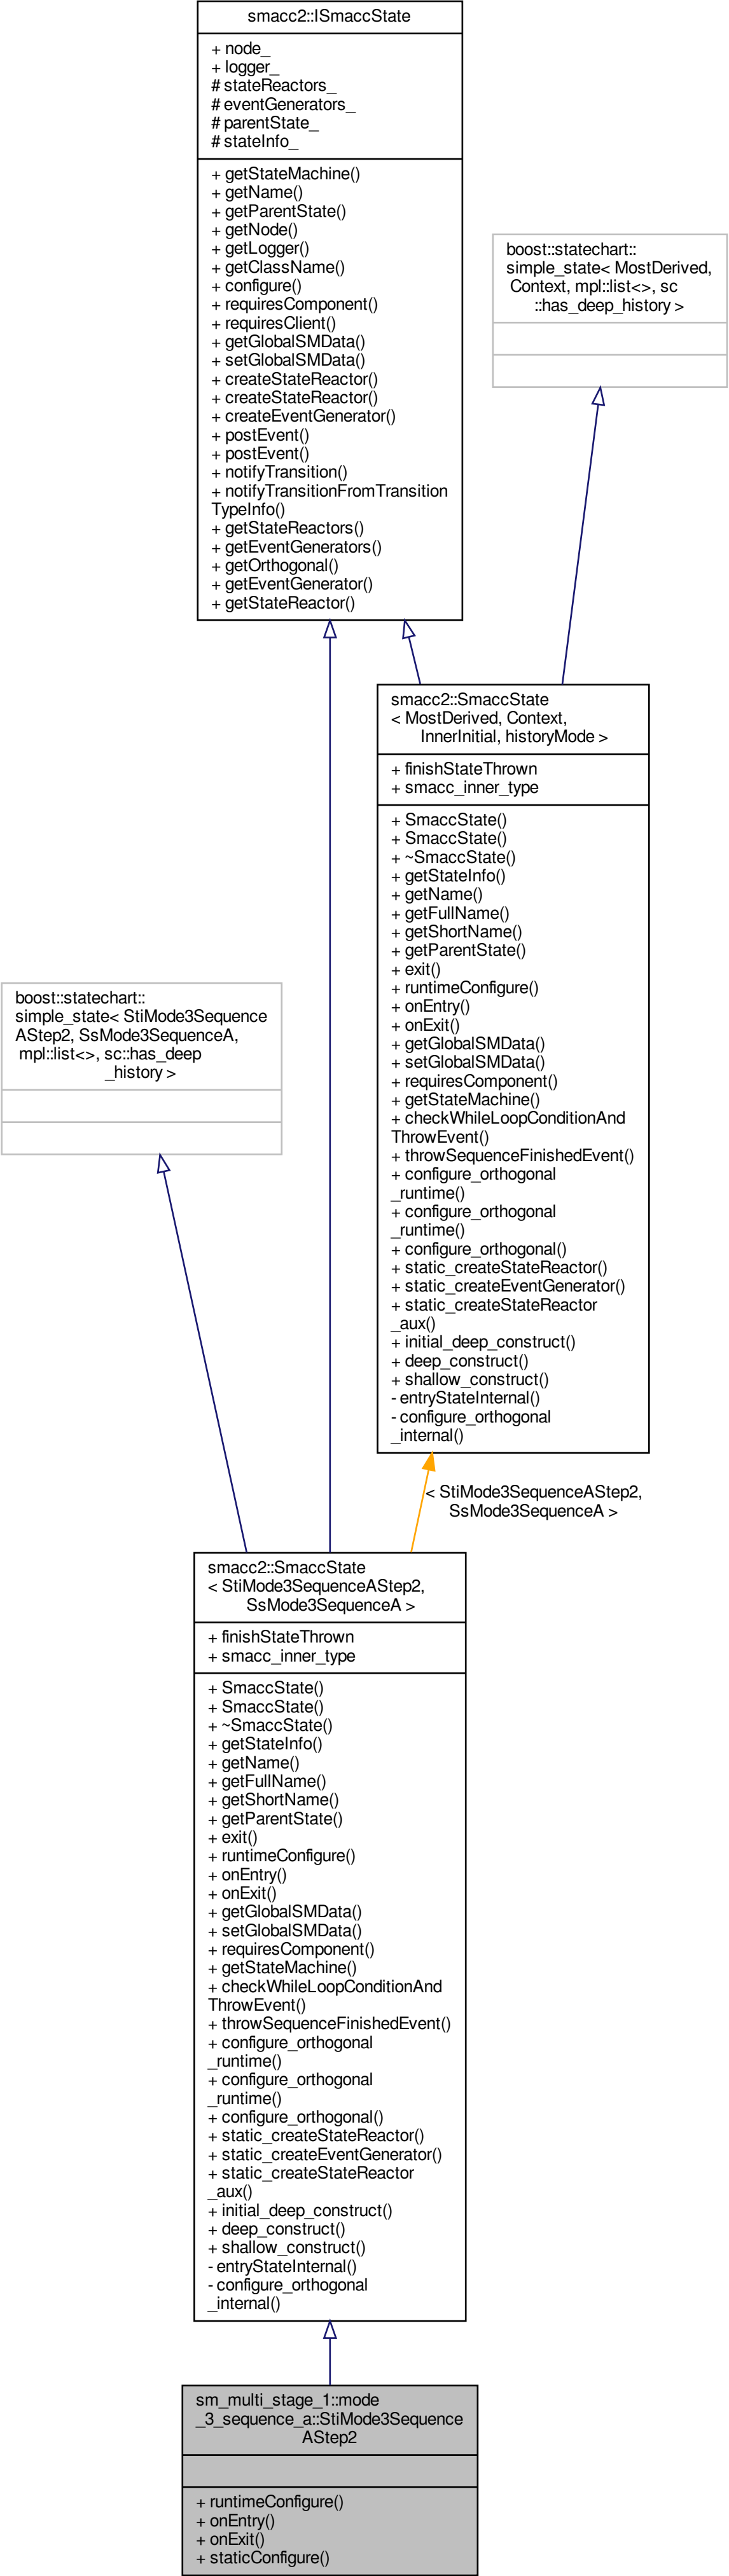 smacc2::ISmaccState
+ node_
+ logger_
# stateReactors_
# eventGenerators_
# parentState_
# stateInfo_
+ getStateMachine()
+ getName()
+ getParentState()
+ getNode()
+ getLogger()
+ getClassName()
+ configure()
+ requiresComponent()
+ requiresClient()
+ getGlobalSMData()
+ setGlobalSMData()
+ createStateReactor()
+ createStateReactor()
+ createEventGenerator()
+ postEvent()
+ postEvent()
+ notifyTransition()
+ notifyTransitionFromTransition
TypeInfo()
+ getStateReactors()
+ getEventGenerators()
+ getOrthogonal()
+ getEventGenerator()
+ getStateReactor()
boost::statechart::
simple_state< MostDerived,
Context, mpl::list<>, sc
::has_deep_history >
smacc2::SmaccState
< MostDerived, Context,
InnerInitial, historyMode >
+ finishStateThrown
+ smacc_inner_type
+ SmaccState()
+ SmaccState()
+ ~SmaccState()
+ getStateInfo()
+ getName()
+ getFullName()
+ getShortName()
+ getParentState()
+ exit()
+ runtimeConfigure()
+ onEntry()
+ onExit()
+ getGlobalSMData()
+ setGlobalSMData()
+ requiresComponent()
+ getStateMachine()
+ checkWhileLoopConditionAnd
ThrowEvent()
+ throwSequenceFinishedEvent()
+ configure_orthogonal
_runtime()
+ configure_orthogonal
_runtime()
+ configure_orthogonal()
+ static_createStateReactor()
+ static_createEventGenerator()
+ static_createStateReactor
_aux()
+ initial_deep_construct()
+ deep_construct()
+ shallow_construct()
- entryStateInternal()
- configure_orthogonal
_internal()
boost::statechart::
simple_state< StiMode3Sequence
AStep2, SsMode3SequenceA,
mpl::list<>, sc::has_deep
_history >
< StiMode3SequenceAStep2,
SsMode3SequenceA >
smacc2::SmaccState
< StiMode3SequenceAStep2,
SsMode3SequenceA >
+ finishStateThrown
+ smacc_inner_type
+ SmaccState()
+ SmaccState()
+ ~SmaccState()
+ getStateInfo()
+ getName()
+ getFullName()
+ getShortName()
+ getParentState()
+ exit()
+ runtimeConfigure()
+ onEntry()
+ onExit()
+ getGlobalSMData()
+ setGlobalSMData()
+ requiresComponent()
+ getStateMachine()
+ checkWhileLoopConditionAnd
ThrowEvent()
+ throwSequenceFinishedEvent()
+ configure_orthogonal
_runtime()
+ configure_orthogonal
_runtime()
+ configure_orthogonal()
+ static_createStateReactor()
+ static_createEventGenerator()
+ static_createStateReactor
_aux()
+ initial_deep_construct()
+ deep_construct()
+ shallow_construct()
- entryStateInternal()
- configure_orthogonal
_internal()
sm_multi_stage_1::mode
_3_sequence_a::StiMode3Sequence
AStep2
+ runtimeConfigure()
+ onEntry()
+ onExit()
+ staticConfigure()